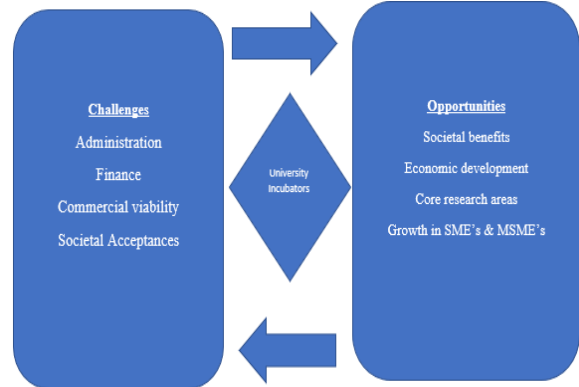 Challenges
Administration
Finance
Commercial viability
Societal Acceptances
University
Incubators
Opportunities
Societal benefits
Economic development
Core research areas
Growth in SME's & MSME's